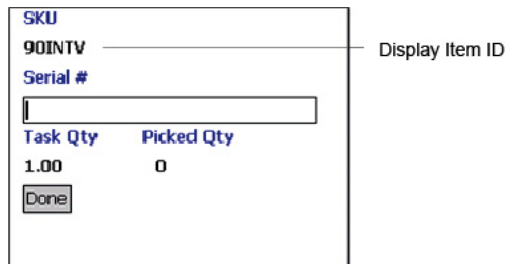 SKU
90INTV Display Item ID
Serial #
Task Qty Picked Qty
1.00 0
Done